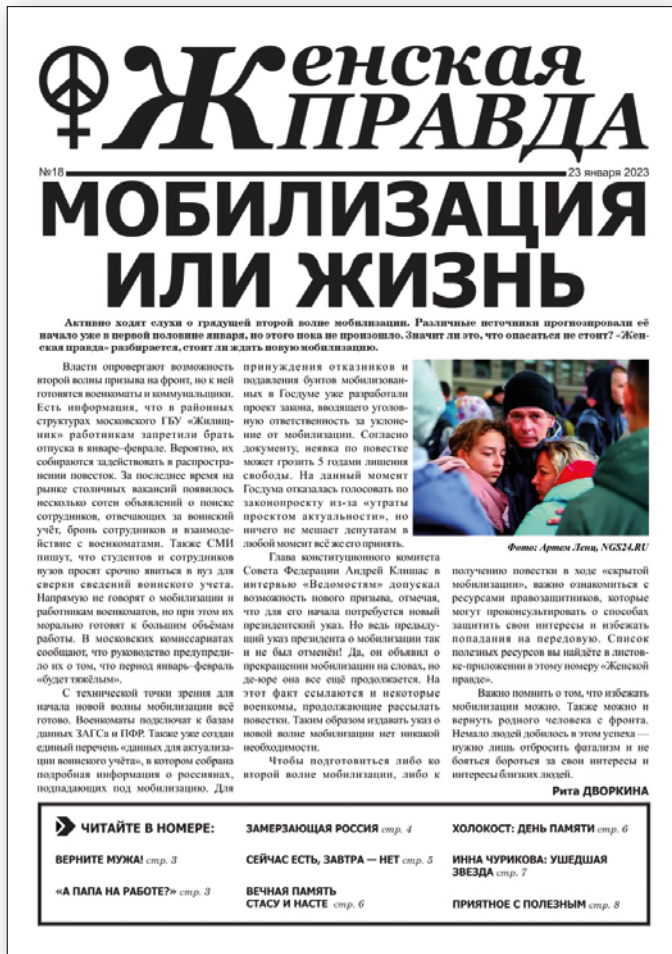 Женская
ПРАВДА
№18
23 января 2023
МОБИЛИЗАЦИЯ
ИЛИ ЖИЗНЬ
Активно ходят слухи о грядущей второй волне мобилизации. Различные источники прогнозировали её
начало уже в первой половине января, но этого пока не произошло. Значит ли это, что опасаться не стоит? «Жен-
ская правда» разбирается, стоит ли ждать новую мобилизацию.
Власти опровергают возможность
второй волны призыва на фронт, но к ней
готовятся военкоматы и коммунальщики.
Есть информация, что в районных
структурах московского ГБУ «Жилищ-
ник» работникам запретили брать
отпуска в январе–феврале. Вероятно, их
собираются задействовать в распростра-
нении повесток. За последнее время на
рынке столичных вакансий появилось
несколько сотен объявлений о поиске
сотрудников, отвечающих за воинский
учёт, бронь сотрудников и взаимодей-
ствие с военкоматами. Также СМИ
пишут, что студентов и сотрудников
вузов просят срочно явиться в вуз для
сверки сведений воинского учета.
Напрямую не говорят о мобилизации и
работникам военкоматов, но при этом их
морально готовят к большим объёмам
работы. В московских комиссариатах
сообщают, что руководство предупреди-
ло их о том, что период январь–февраль
«будет тяжёлым».
С технической точки зрения для
начала новой волны мобилизации всё
готово. Военкоматы подключат к базам
данных ЗАГСа и ПФР. Также уже создан
единый перечень «данных для актуализа-
ции воинского учёта», в котором собрана
подробная информация о россиянах,
подпадающих под мобилизацию. Для
принуждения отказников и
подавления бунтов мобилизован-
ных в Госдуме уже разработали
проект закона, вводящего уголов-
ную ответственность за уклоне-
ние от мобилизации. Согласно
документу, неявка по повестке
может грозить 5 годами лишения
свободы. На данный момент
Госдума отказалась голосовать по
законопроекту из-за «утраты
проектом актуальности», но
ничего не мешает депутатам в
любой момент всё же его принять.
Глава конституционного комитета
Совета Федерации Андрей Клишас в
интервью «Ведомостям» допускал
возможность нового призыва, отмечая,
что для его начала потребуется новый
президентский указ. Но ведь предыду-
щий указ президента о мобилизации так
и не был отменён! Да, он объявил о
прекращении мобилизации на словах, но
де-юре она все ещё продолжается. На
этот факт ссылаются и некоторые
военкомы, продолжающие рассылать
повестки. Таким образом издавать указ о
новой волне мобилизации нет никакой
необходимости.
Чтобы подготовиться либо ко
второй волне мобилизации, либо к
Фото: Артем Ленц, NGS24.RU
получению повестки в ходе «скрытой
мобилизации», важно ознакомиться с
ресурсами правозащитников, которые
могут проконсультировать о способах
защитить свои интересы и избежать
попадания на передовую. Список
полезных ресурсов вы найдёте в листов-
ке-приложении в этому номеру «Женской
правде».
Важно помнить о том, что избежать
мобилизации можно. Также можно и
вернуть родного человека с фронта.
Немало людей добилось в этом успеха —
нужно лишь отбросить фатализм и не
бояться бороться за свои интересы и
интересы близких людей.
Рита ДВОРКИНА
ЧИТАЙТЕ В НОМЕРЕ:
ВЕРНИТЕ МУЖА! стр. 3
«А ПАПА НА РАБОТЕ?» стр. 3
ЗАМЕРЗАЮЩАЯ РОССИЯ стр. 4
СЕЙЧАС ЕСТЬ, ЗАВТРА — НЕТ стр. 5
ВЕЧНАЯ ПАМЯТЬ
СТАСУ И НАСТЕ стр. 6
ХОЛОКОСТ: ДЕНЬ ПАМЯТИ стр. 6
ИННА ЧУРИКОВА: УШЕДШАЯ
ЗВЕЗДА стр. 7
ПРИЯТНОЕ С ПОЛЕЗНЫМ стр. 8